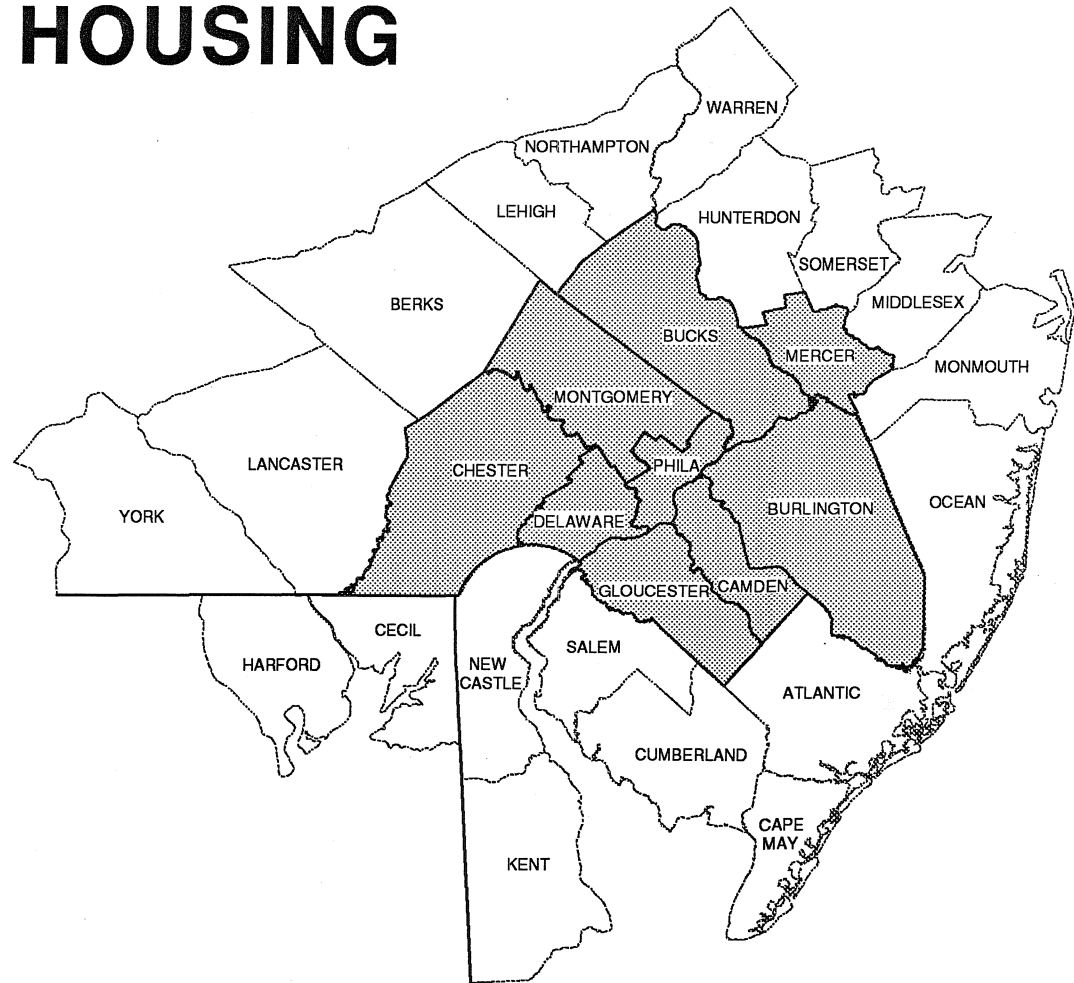 HOUSING
WARREN
NORTHAMPTON
LEHIGH
HUNTERDON
SOMERSET
BERKS
MIDDLESEX
BUCKS
MERCER
MONMOUTH
MONTGOMERY
LANCASTER
CHESTER
PHILA
YORK
DELAWARE
BURLINGTON
OCEAN
GLOUCESTER
CAMDEN
CECIL
HARFORD
NEW
CASTLE
SALEM
ATLANTIC
CUMBERLAND
CAPE
MAY
KENT